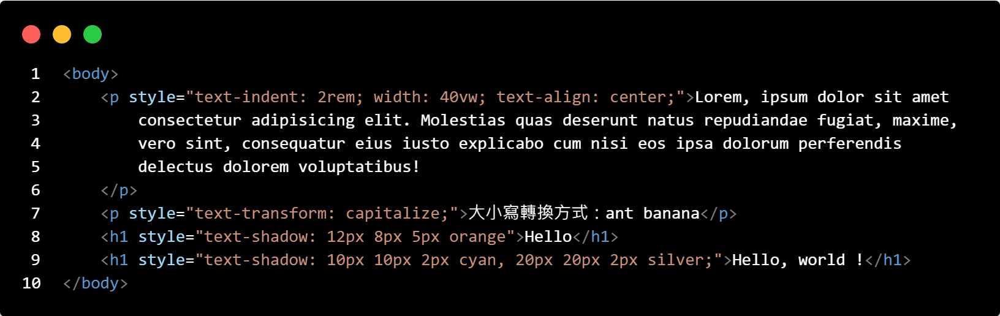 1 <body>
2     <p style="text-indent: 2rem; width: 40vw; text-align: center;">Lorem, ipsum dolor sit amet
3         consectetur adipisicing elit. Molestias quas deserunt natus repudiandae fugiat, maxime,
4         vero sint, consequatur eius iusto explicabo cum nisi eos ipsa dolorum perferendis
5         delectus dolorem voluptatibus!
6     </p>
7     <p style="text-transform: capitalize;">大小寫轉換方式：ant banana</p>
8     <h1 style="text-shadow: 12px 8px 5px orange">Hello</h1>
9     <h1 style="text-shadow: 10px 10px 2px cyan, 20px 20px 2px silver;">Hello, world !</h1>
10 </body>